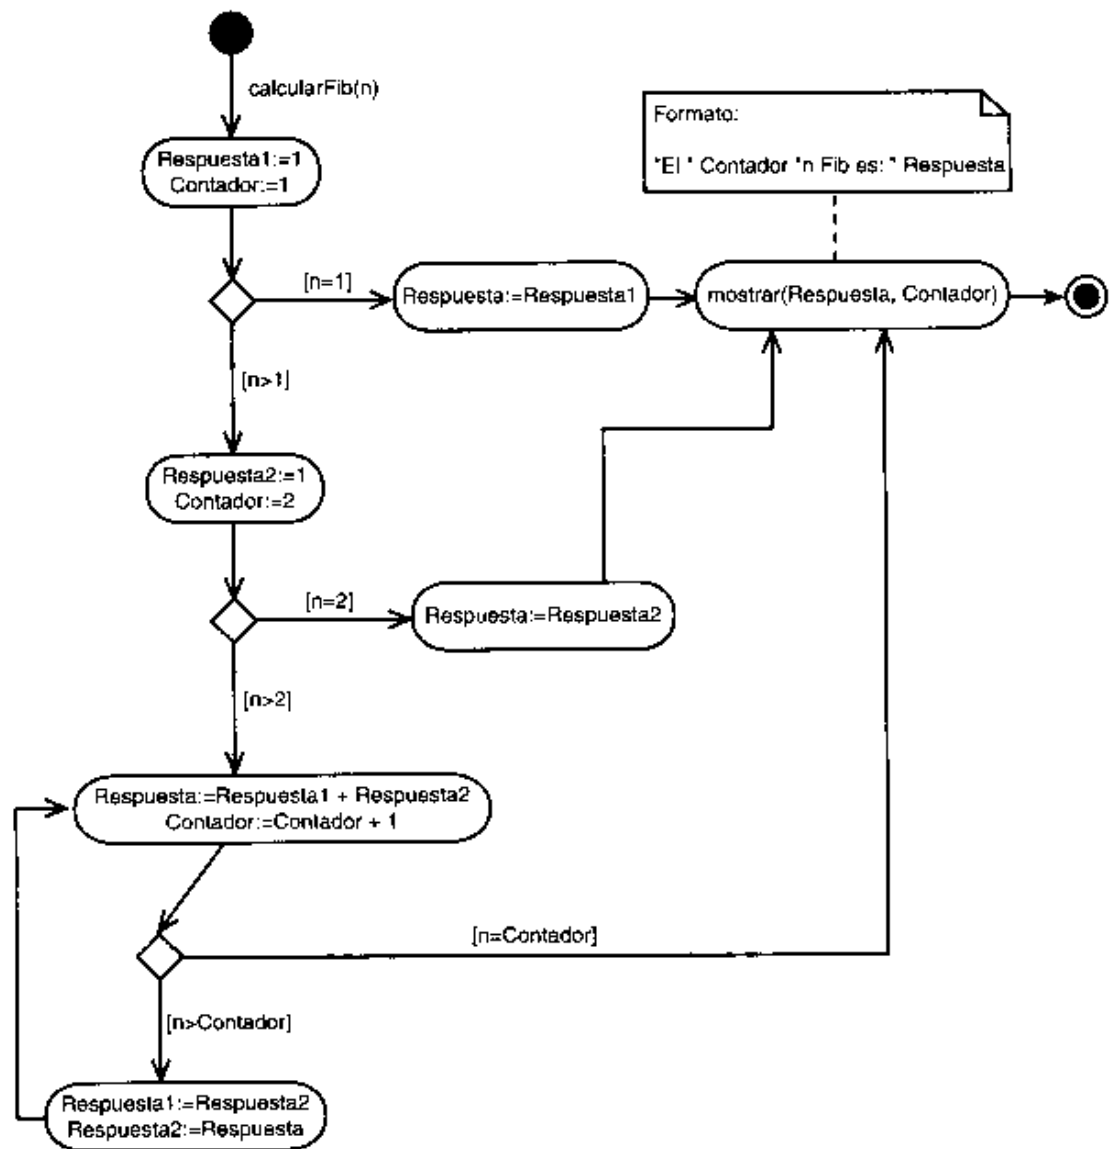 calcularFib(n)
Formato:
"El " Contador "n Fib es: " Respuesta
Respuesta1:=1
Contador:=1
[n=1]
Respuesta:=Respuesta1
mostrar(Respuesta, Contador)
[n>1]
Respuesta2:=1
Contador:=2
[n=2]
Respuesta:=Respuesta2
[n>2]
Respuesta:=Respuesta1 + Respuesta2
Contador:=Contador + 1
[n=Contador]
[n>Contador]
Respuesta1:=Respuesta2
Respuesta2:=Respuesta